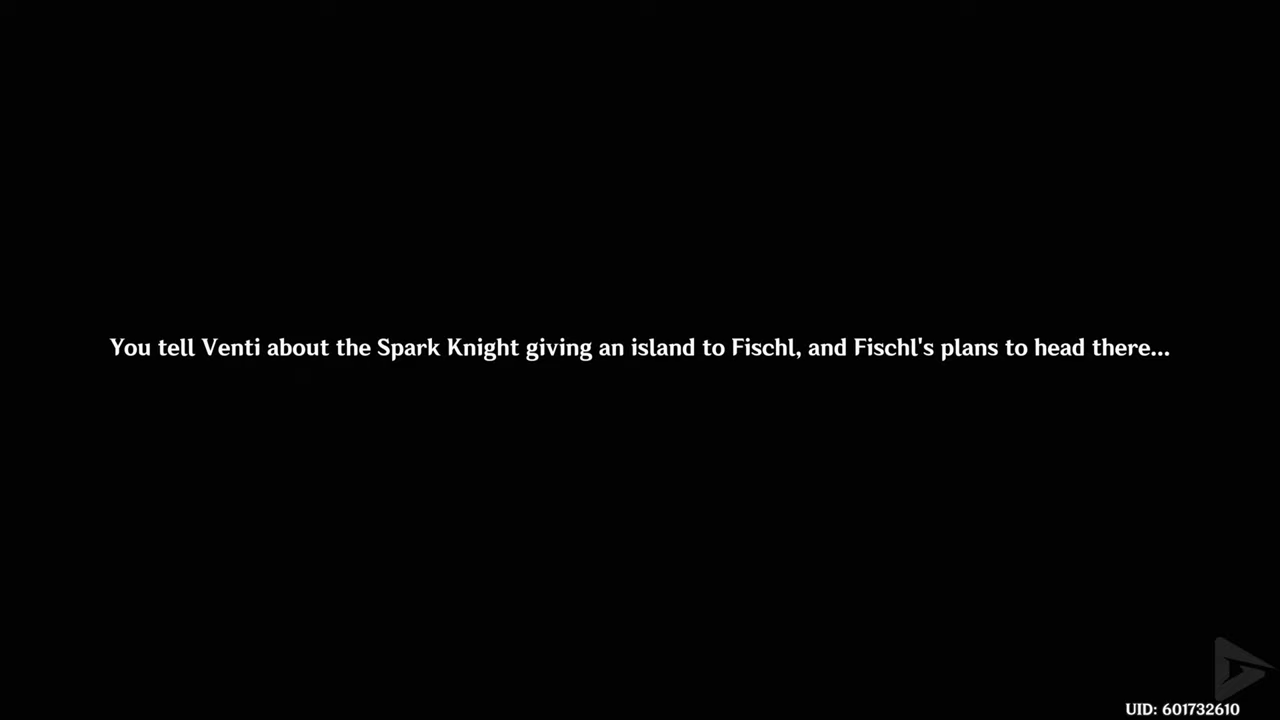 You tell Venti about the Spark Knight giving an island to Fischl, and Fischl's plans to head there...
UID: 601732610